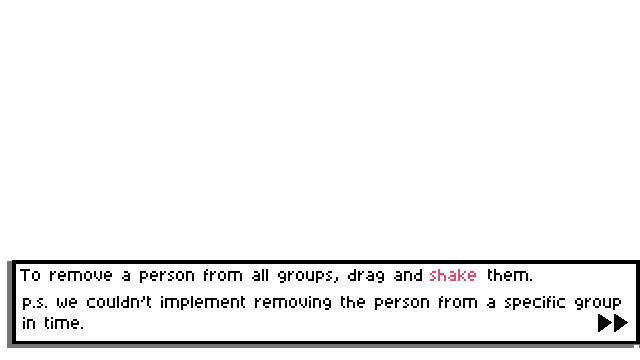 To remove a person from all groups, drag and shake them.
p.s. we couldn't implement removing the person from a specific group
in time.